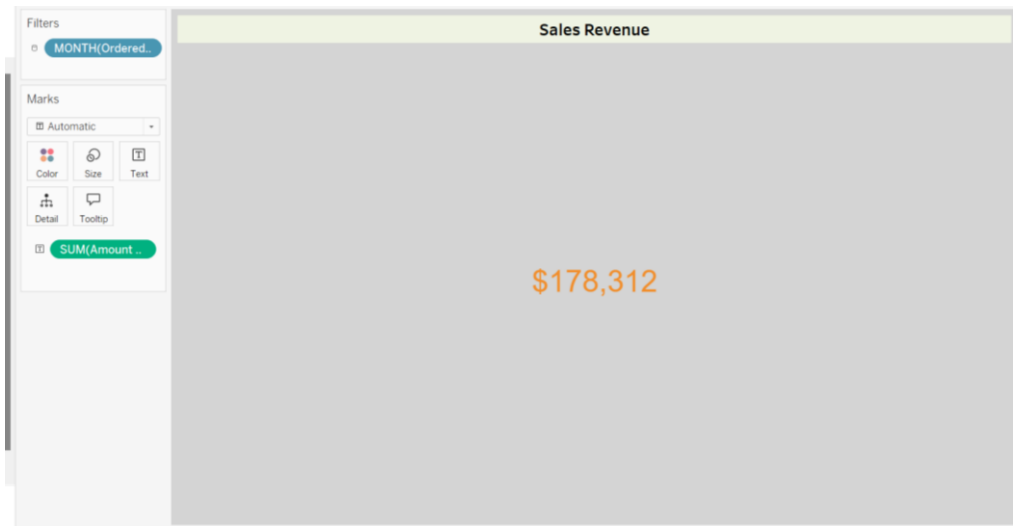 Filters
MONTH(Ordered..
Marks
Automatic
Color Size Text
Detail Tooltip
SUM(Amount ..
Sales Revenue
$178,312